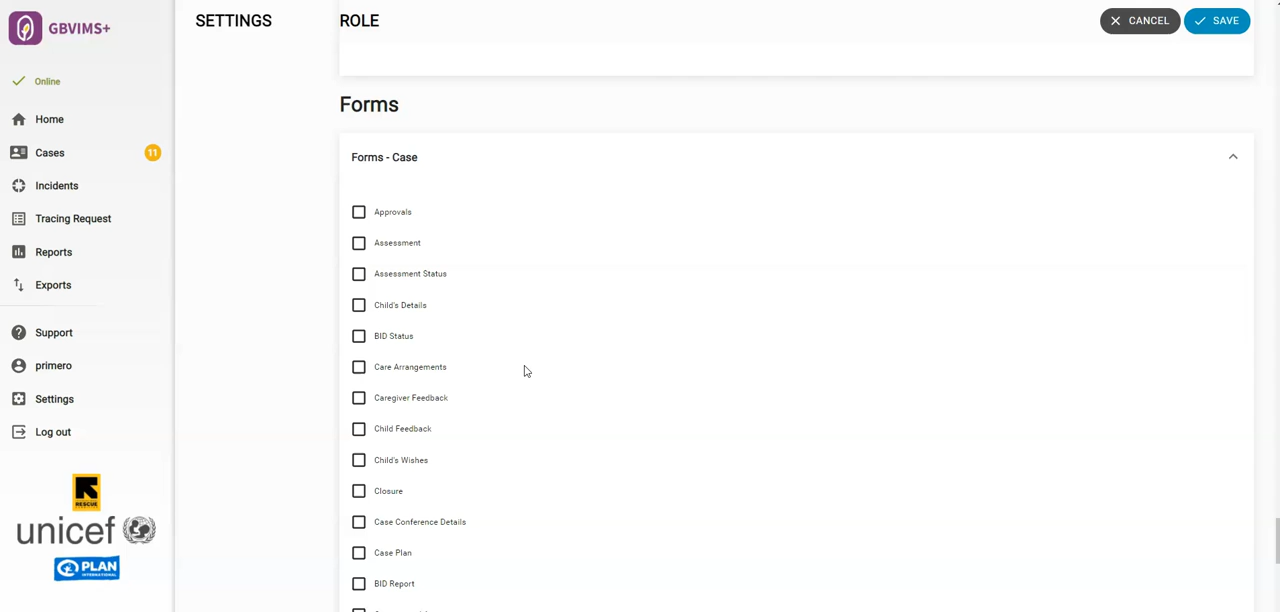 GBVIMS+
SETTINGS
ROLE
CANCEL
SAVE
Online
Home
Cases
11
Incidents
Tracing Request
Reports
Exports
Support
primero
Settings
Log out
RESCUE
unicef
PLAN
INTERNATIONAL
Forms
Forms - Case
Approvals
Assessment
Assessment Status
Child's Details
BID Status
Care Arrangements
Caregiver Feedback
Child Feedback
Child's Wishes
Closure
Case Conference Details
Case Plan
BID Report